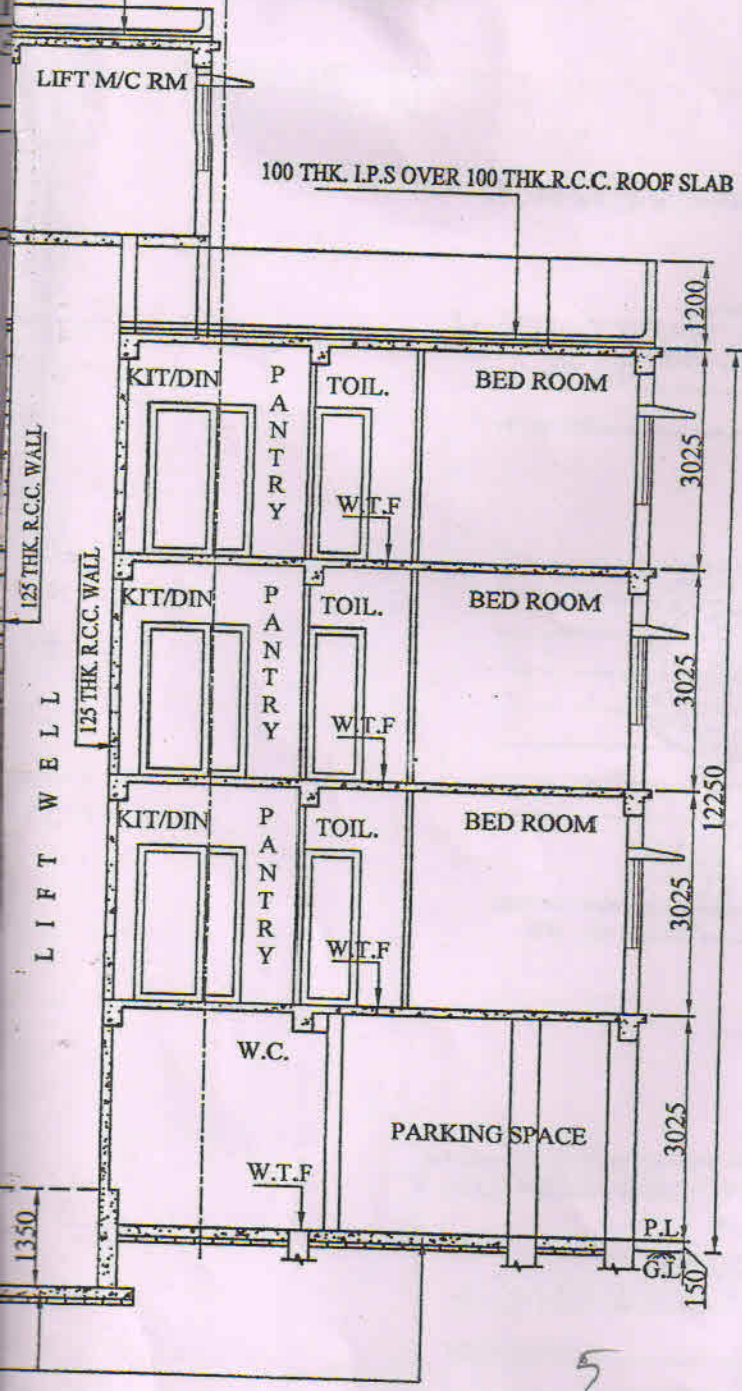 LIFT M/C RM
100 THK. I.P.S OVER 100 THK.R.C.C. ROOF SLAB
1200
KIT/DIN
PANTRY
TOIL.
BED ROOM
3025
W.T.F
125 THK. R.C.C. WALL
125 THK. R.C.C. WALL
KIT/DIN
PANTRY
TOIL.
BED ROOM
3025
W.T.F
LIFT WELL
12250
KIT/DIN
PANTRY
TOIL.
BED ROOM
3025
W.T.F
W.C.
PARKING SPACE
3025
W.T.F
1350
P.L
G.L
150
5